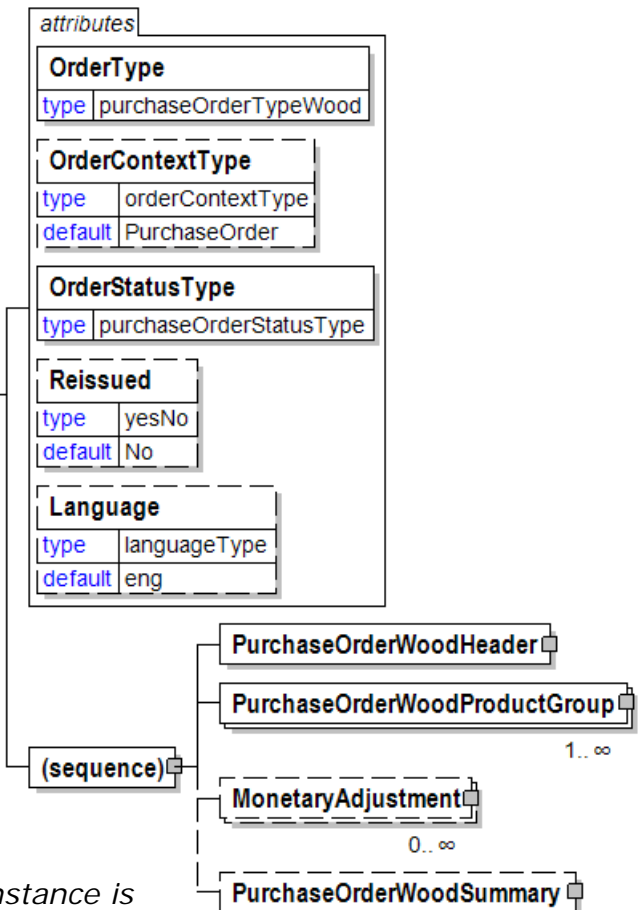 attributes
OrderType
type purchaseOrderTypeWood
OrderContextType
type orderContextType
default PurchaseOrder
OrderStatusType
type purchaseOrderStatusType
Reissued
type yesNo
default No
Language
type languageType
default eng
PurchaseOrderWoodHeader
PurchaseOrderWoodProductGroup
1..∞
(sequence)
MonetaryAdjustment
0..∞
nstance is
PurchaseOrderWoodSummary